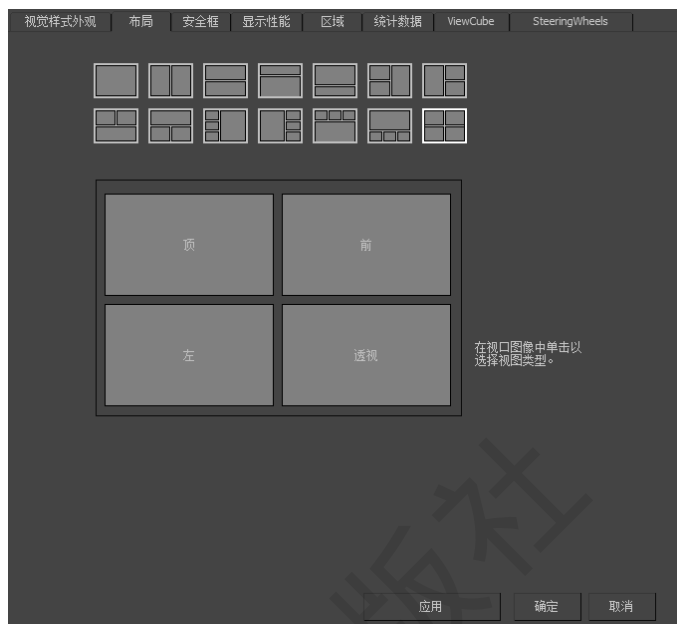 视觉样式外观 布局 安全框 显示性能 区域 统计数据 ViewCube SteeringWheels
顶 前
左 透视
在视口图像中单击以
选择视图类型。
版社
应用 确定 取消